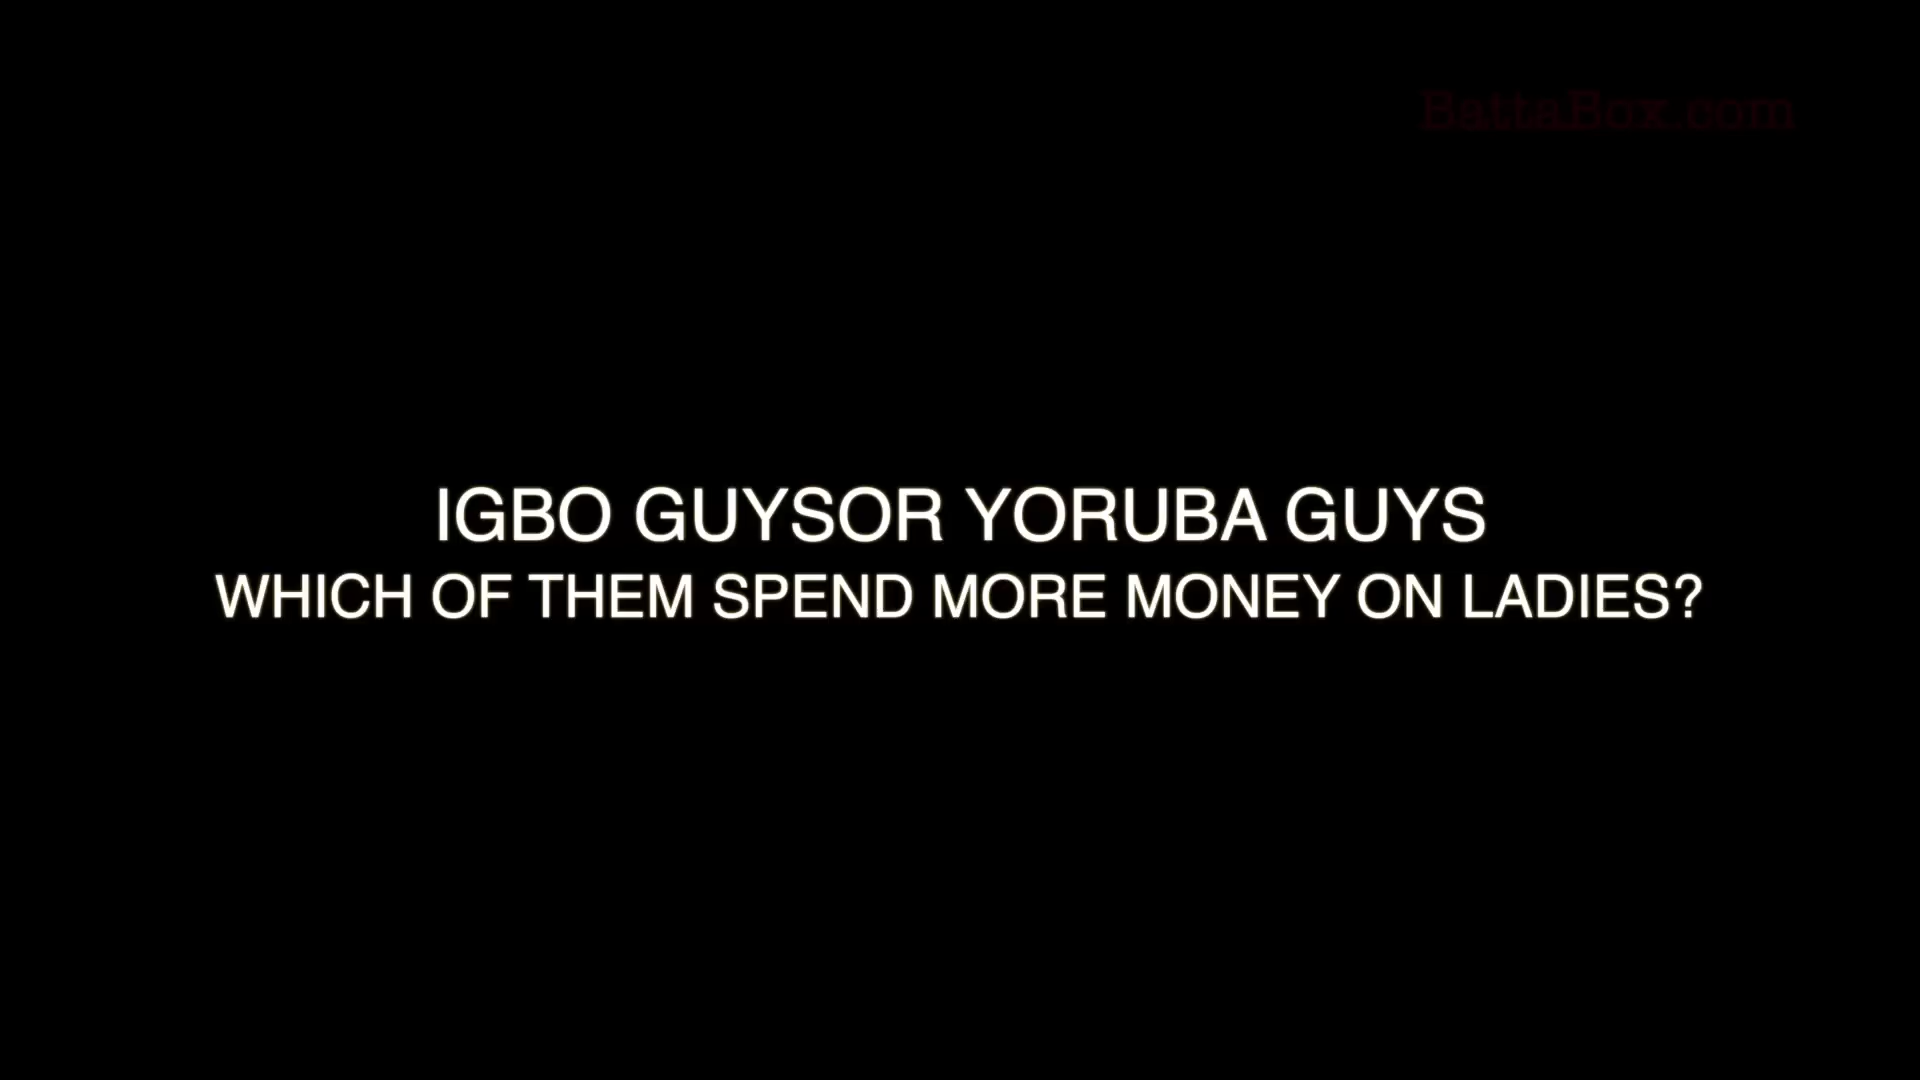 BattaBox.com
IGBO GUYSOR YORUBA GUYS
WHICH OF THEM SPEND MORE MONEY ON LADIES?